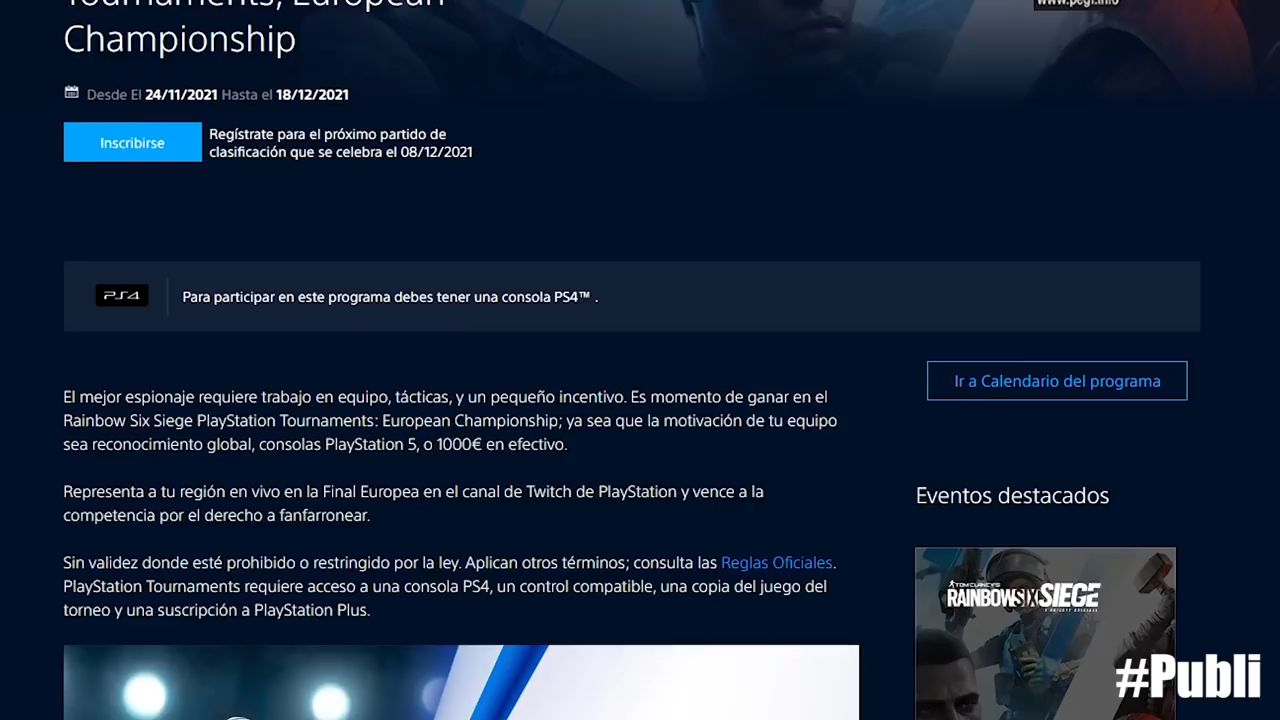 Tournaments, European
Championship
www.pegi.info
Desde El 24/11/2021 Hasta el 18/12/2021
Inscribirse
Regístrate para el próximo partido de
clasificación que se celebra el 08/12/2021
PS4
Para participar en este programa debes tener una consola PS4™ .
Ir a Calendario del programa
El mejor espionaje requiere trabajo en equipo, tácticas, y un pequeño incentivo. Es momento de ganar en el
Rainbow Six Siege PlayStation Tournaments: European Championship; ya sea que la motivación de tu equipo
sea reconocimiento global, consolas PlayStation 5, o 1000€ en efectivo.
Representa a tu región en vivo en la Final Europea en el canal de Twitch de PlayStation y vence a la
competencia por el derecho a fanfarronear.
Sin validez donde esté prohibido o restringido por la ley. Aplican otros términos; consulta las Reglas Oficiales.
PlayStation Tournaments requiere acceso a una consola PS4, un control compatible, una copia del juego del
torneo y una suscripción a PlayStation Plus.
Eventos destacados
TOM CLANCY'S
RAINBOWSIX SIEGE
#Publi